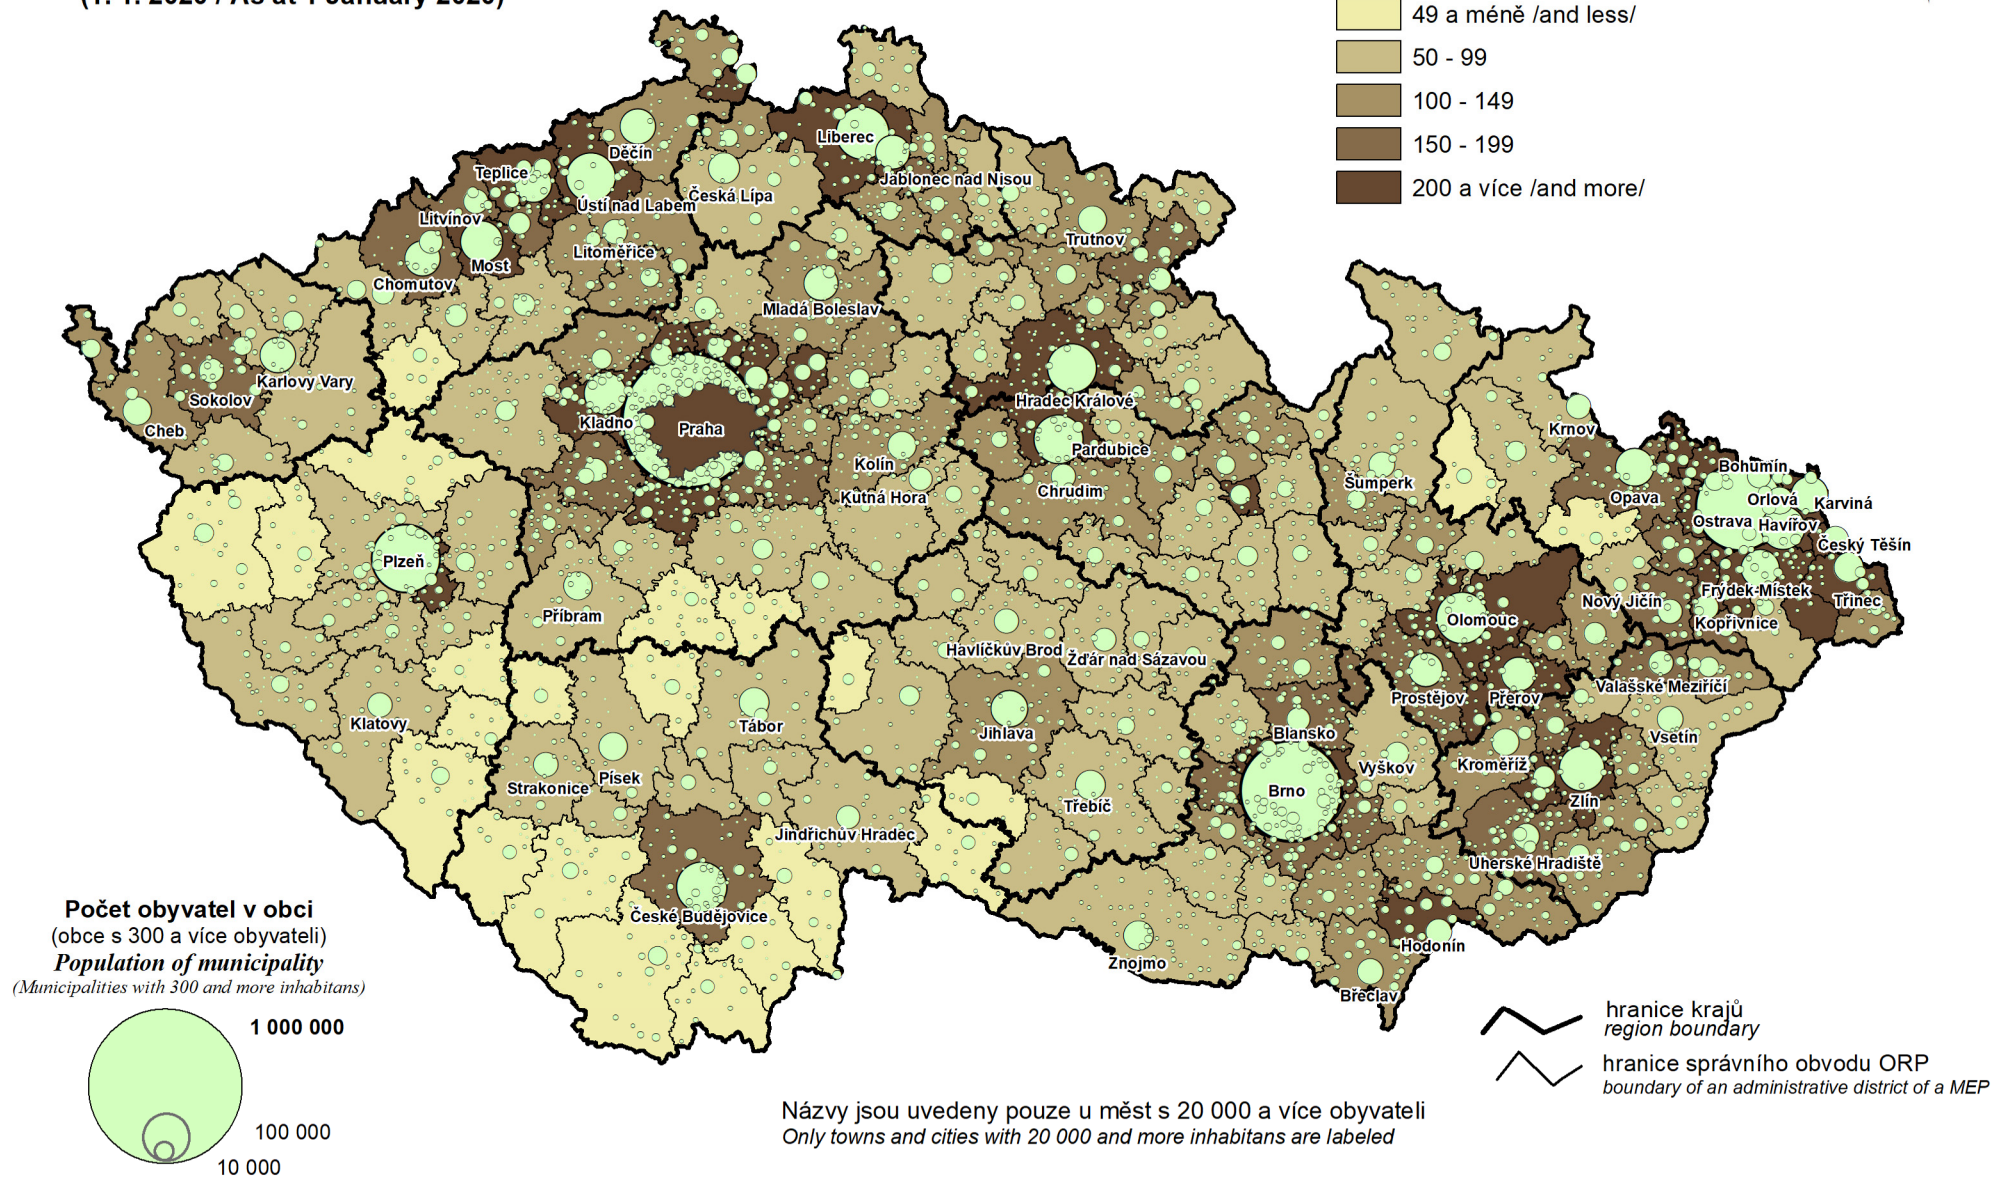 49 a méně /and less/
50 - 99
100 - 149
150 - 199
200 a více /and more/
Liberec
Děčín
Teplice
Jablonec nad Nisou
Česká Lípa
Ústí nad Labem
Litvínov
Trutnov
Litoměřice
Most
Chomutov
Mladá Boleslav
Karlovy Vary
Sokolov
Hradec Králové
Kladno
Praha
Cheb
Krnov
Pardubice
Kolín
Bohumín
Šumperk
Chrudim
Kutná Hora
Opava
Orlová
Karviná
Ostrava
Havířov
Český Těšín
Plzeň
Frýdek-Místek
Nový Jičín
Třinec
Příbram
Olomouc
Kopřivnice
Havlíčkův Brod
Žďár nad Sázavou
Valašské Meziříčí
Prostějov
Přerov
Klatovy
Tábor
Jihlava
Blansko
Vsetín
Kroměříž
Vyškov
Písek
Strakonice
Brno
Zlín
Třebíč
Jindřichův Hradec
Uherské Hradiště
České Budějovice
Hodonín
Znojmo
Břeclav
Počet obyvatel v obci
(obce s 300 a více obyvateli)
Population of municipality
(Municipalities with 300 and more inhabitans)
1 000 000
100 000
10 000
hranice krajů
region boundary
hranice správního obvodu ORP
boundary of an administrative district of a MEP
Názvy jsou uvedeny pouze u měst s 20 000 a více obyvateli
Only towns and cities with 20 000 and more inhabitans are labeled